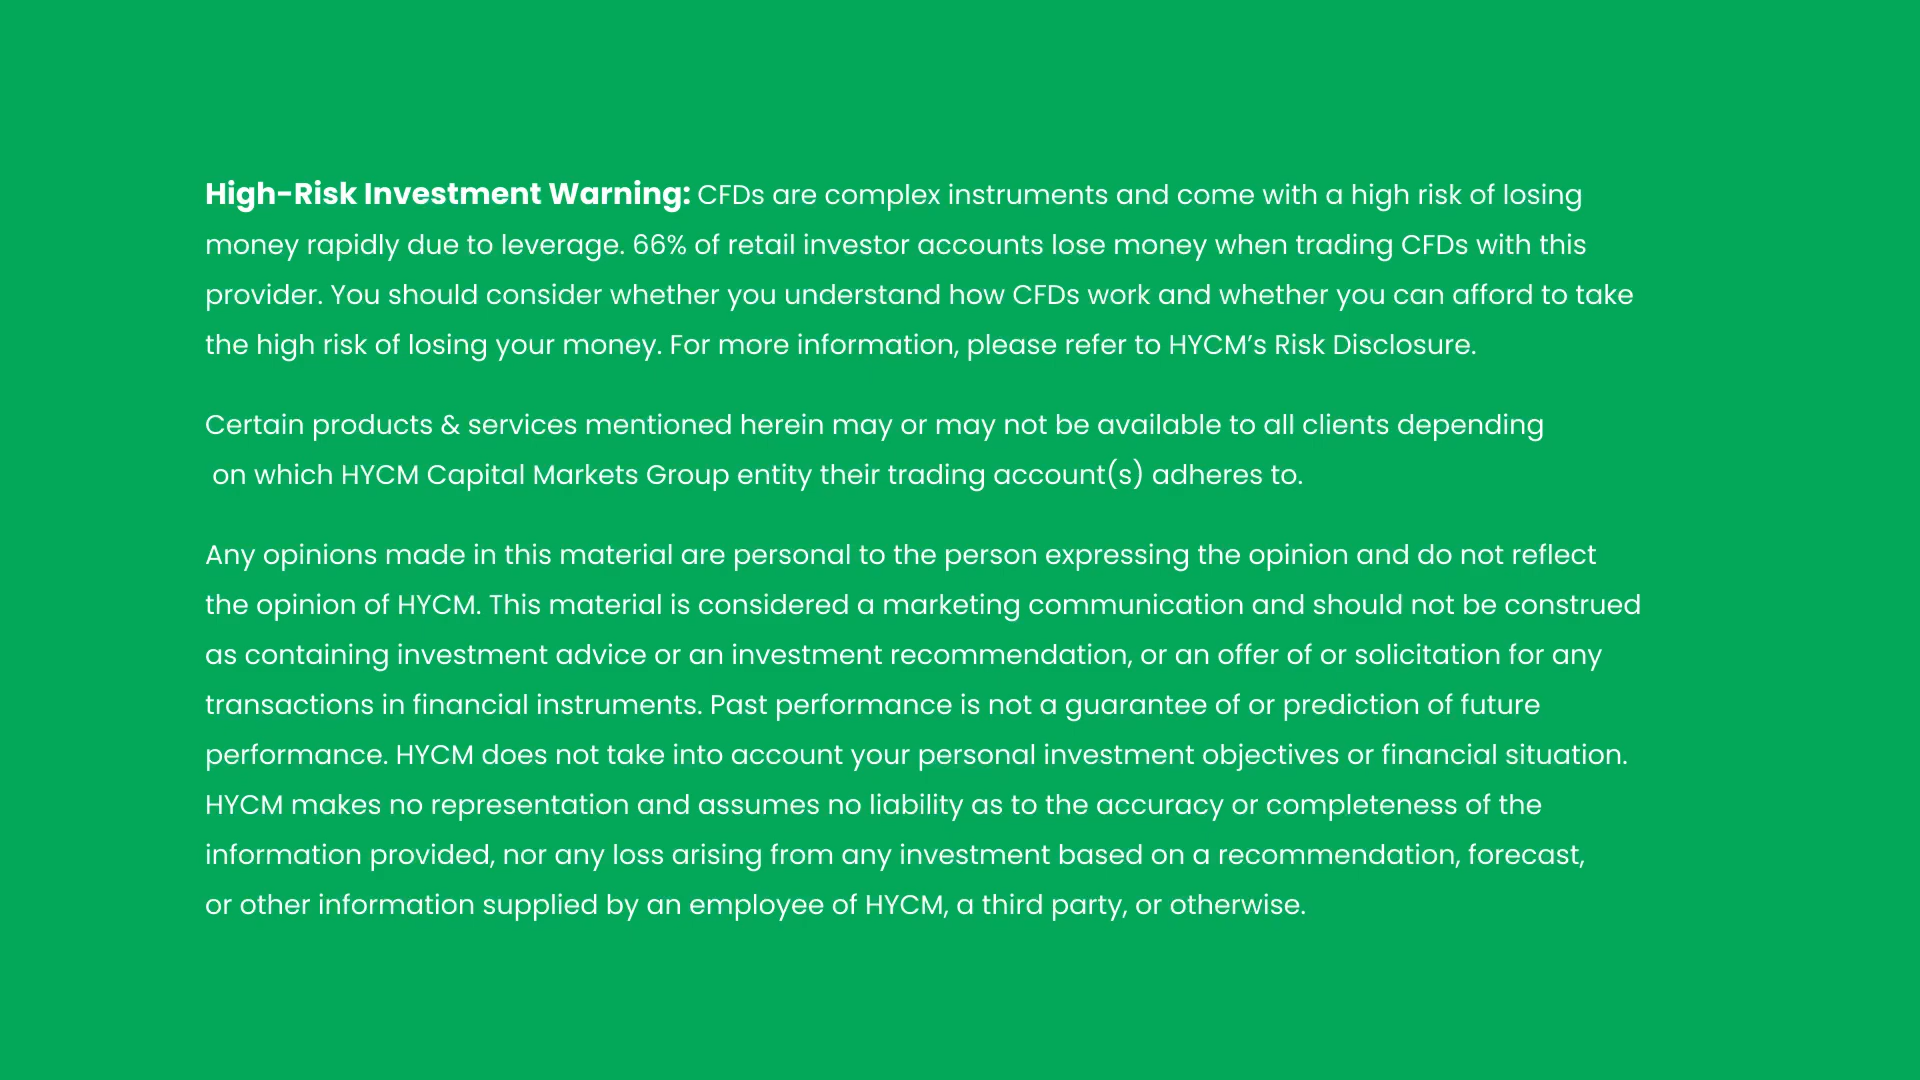 High-Risk Investment Warning: CFDs are complex instruments and come with a high risk of losing
money rapidly due to leverage. 66% of retail investor accounts lose money when trading CFDs with this
provider. You should consider whether you understand how CFDs work and whether you can afford to take
the high risk of losing your money. For more information, please refer to HYCM’s Risk Disclosure.
Certain products & services mentioned herein may or may not be available to all clients depending
on which HYCM Capital Markets Group entity their trading account(s) adheres to.
Any opinions made in this material are personal to the person expressing the opinion and do not reflect
the opinion of HYCM. This material is considered a marketing communication and should not be construed
as containing investment advice or an investment recommendation, or an offer of or solicitation for any
transactions in financial instruments. Past performance is not a guarantee of or prediction of future
performance. HYCM does not take into account your personal investment objectives or financial situation.
HYCM makes no representation and assumes no liability as to the accuracy or completeness of the
information provided, nor any loss arising from any investment based on a recommendation, forecast,
or other information supplied by an employee of HYCM, a third party, or otherwise.